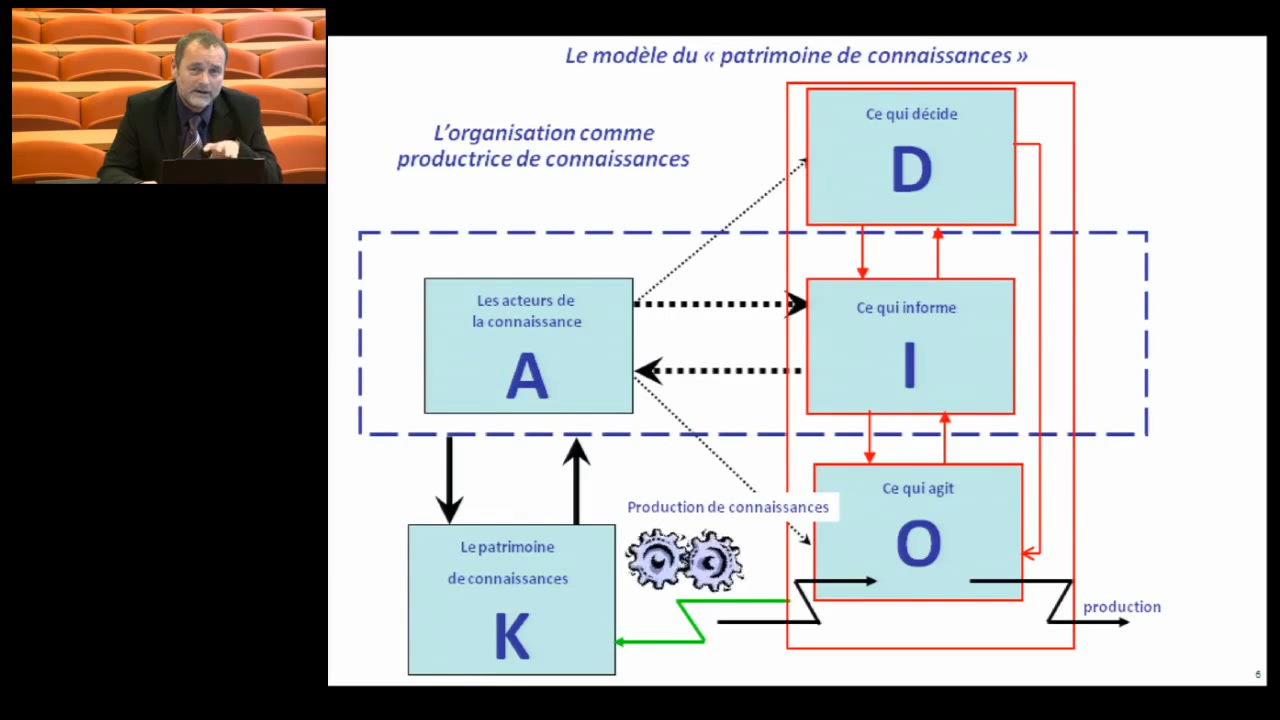 Le modèle du « patrimoine de connaissances »
L'organisation comme
productrice de connaissances
Ce qui décide
D
Les acteurs de
la connaissance
A
Ce qui informe
I
Ce qui agit
O
Production de connaissances
Le patrimoine
de connaissances
K
production
6